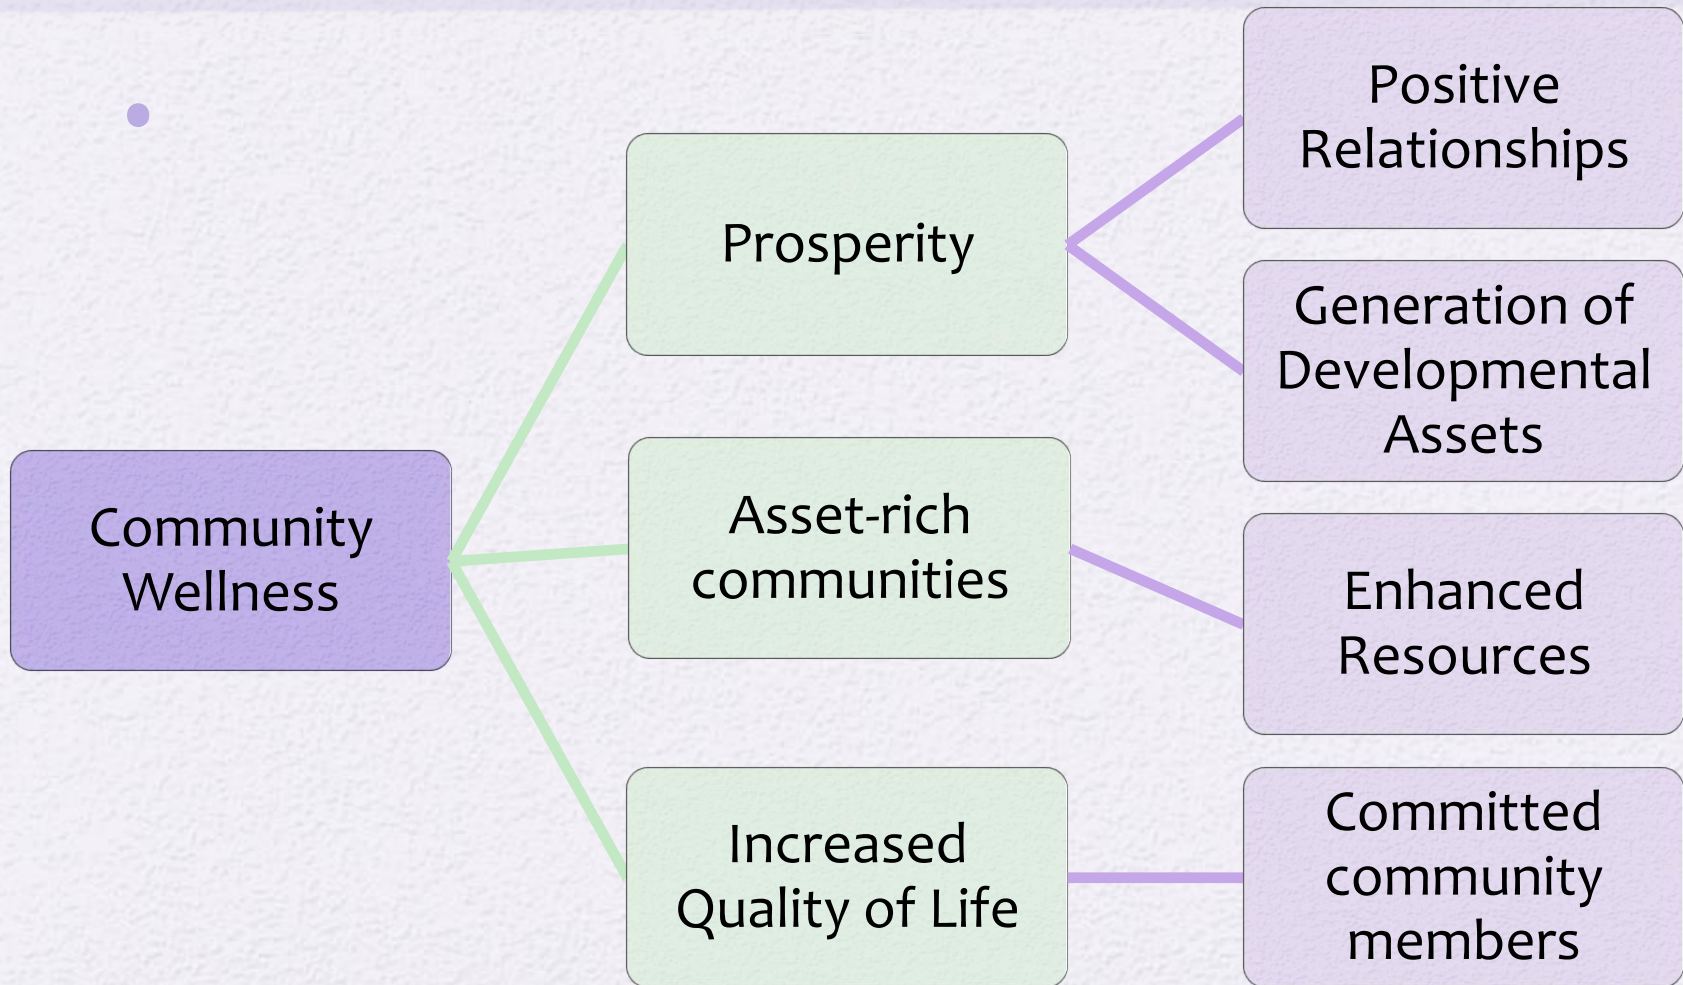 Community
Wellness
Prosperity
Positive
Relationships
Generation of
Developmental
Assets
Asset-rich
communities
Enhanced
Resources
Increased
Quality of Life
Committed
community
members